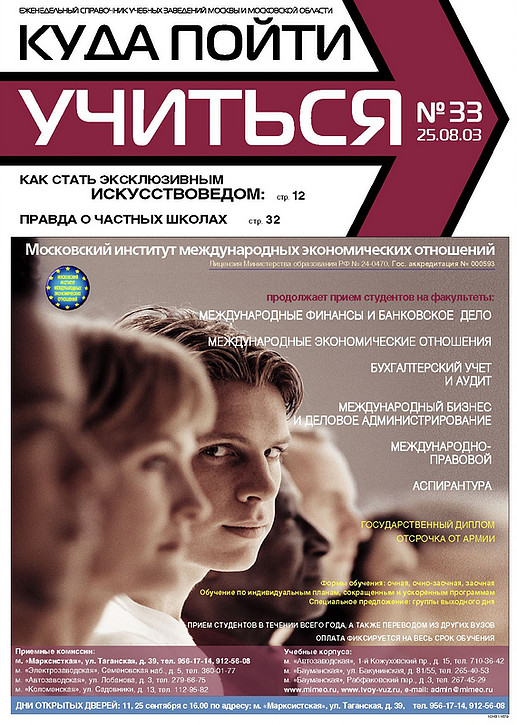 ЕЖЕНЕДЕЛЬНЫЙ СПРАВОЧНИК УЧЕБНЫХ ЗАВЕДЕНИЙ МОСКВЫ И МОСКОВСКОЙ ОБЛАСТИ
КУДА ПОЙТИ
УЧИТЬСЯ
№ 33
25.08.03
КАК СТАТЬ ЭКСКЛЮЗИВНЫМ
ИСКУССТВОВЕДОМ: стр. 12
ПРАВДА О ЧАСТНЫХ ШКОЛАХ стр. 32
Московский институт международных экономических отношений
Лицензия Министерства образования РФ № 24-0470. Гос. аккредитация № 000593
МОСКОВСКИЙ
ИНСТИТУТ
МЕЖДУНАРОДНЫХ
ЭКОНОМИЧЕСКИХ
ОТНОШЕНИЙ
продолжает прием студентов на факультеты:
МЕЖДУНАРОДНЫЕ ФИНАНСЫ И БАНКОВСКОЕ ДЕЛО
МЕЖДУНАРОДНЫЕ ЭКОНОМИЧЕСКИЕ ОТНОШЕНИЯ
БУХГАЛТЕРСКИЙ УЧЕТ
И АУДИТ
МЕЖДУНАРОДНЫЙ БИЗНЕС
И ДЕЛОВОЕ АДМИНИСТРИРОВАНИЕ
МЕЖДУНАРОДНО-
ПРАВОВОЙ
АСПИРАНТУРА
ГОСУДАРСТВЕННЫЙ ДИПЛОМ
ОТСРОЧКА ОТ АРМИИ
Формы обучения: очная, очно-заочная, заочная
Обучение по индивидуальным планам, сокращенным и ускоренным программам
Специальное предложение: группы выходного дня
ПРИЕМ СТУДЕНТОВ В ТЕЧЕНИИ ВСЕГО ГОДА, А ТАКЖЕ ПЕРЕВОДОМ ИЗ ДРУГИХ ВУЗОВ
ОПЛАТА ФИКСИРУЕТСЯ НА ВЕСЬ СРОК ОБУЧЕНИЯ
Приемные комиссии:
м. «Марксистская», ул. Таганская, д. 39, тел. 956-17-14, 912-56-08
м. «Электрозаводская», Семеновская наб., д. 5, тел. 360-01-77
м. «Автозаводская», ул. Лобанова, д. 3, тел. 279-66-75
м. «Коломенская», ул. Садовники, д. 13, тел. 112-95-82
Учебные корпуса:
м. «Автозаводская», 1-й Кожуховский пр., д. 15, тел. 710-36-42
м. «Бауманская», ул. Бакунинская, д. 81/55, тел. 265-40-53
м. «Бауманская», Рабфаковский пер., д. 3, тел. 267-45-29
www.mimeo.ru, www.tvoy-vuz.ru, e-mail: admin@mimeo.ru
ДНИ ОТКРЫТЫХ ДВЕРЕЙ: 11, 25 сентября с 16.00 по адресу: м. «Марксистская», ул. Таганская, д. 39, тел. 956-17-14, 912-56-08